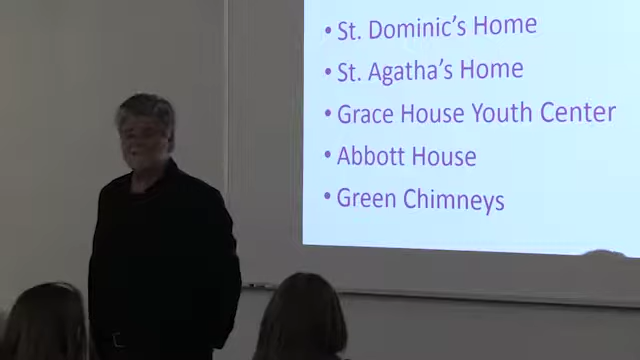 • St. Dominic's Home
• St. Agatha's Home
• Grace House Youth Center
• Abbott House
• Green Chimneys